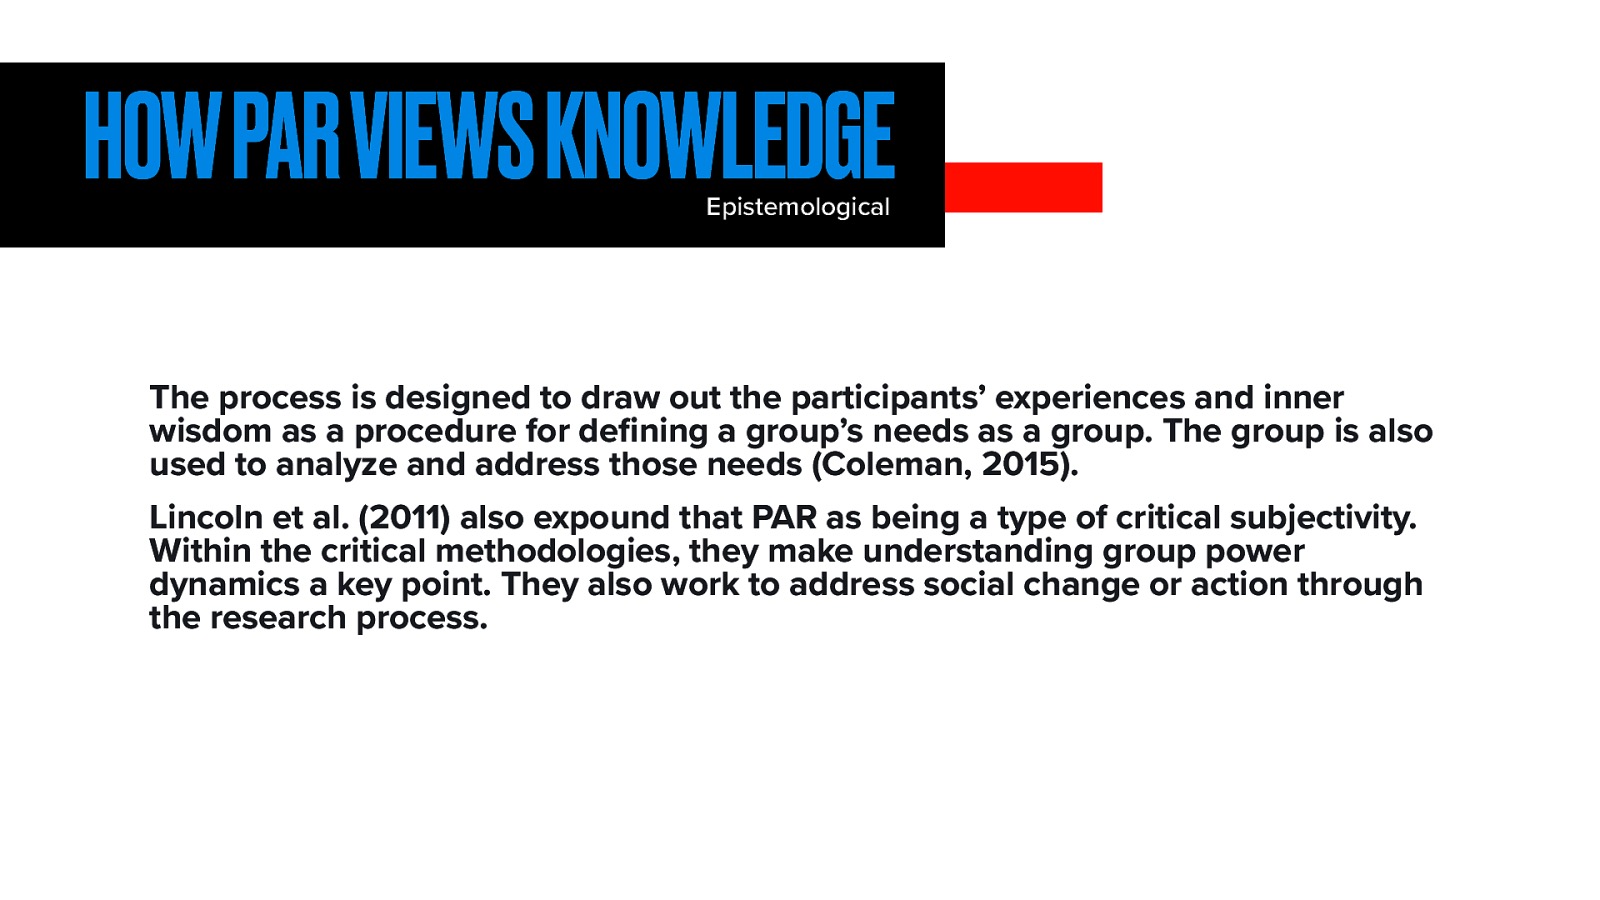 HOW PAR VIEWS KNOWLEDGE
Epistemological
The process is designed to draw out the participants’ experiences and inner
wisdom as a procedure for defining a group’s needs as a group. The group is also
used to analyze and address those needs (Coleman, 2015).
Lincoln et al. (2011) also expound that PAR as being a type of critical subjectivity.
Within the critical methodologies, they make understanding group power
dynamics a key point. They also work to address social change or action through
the research process.